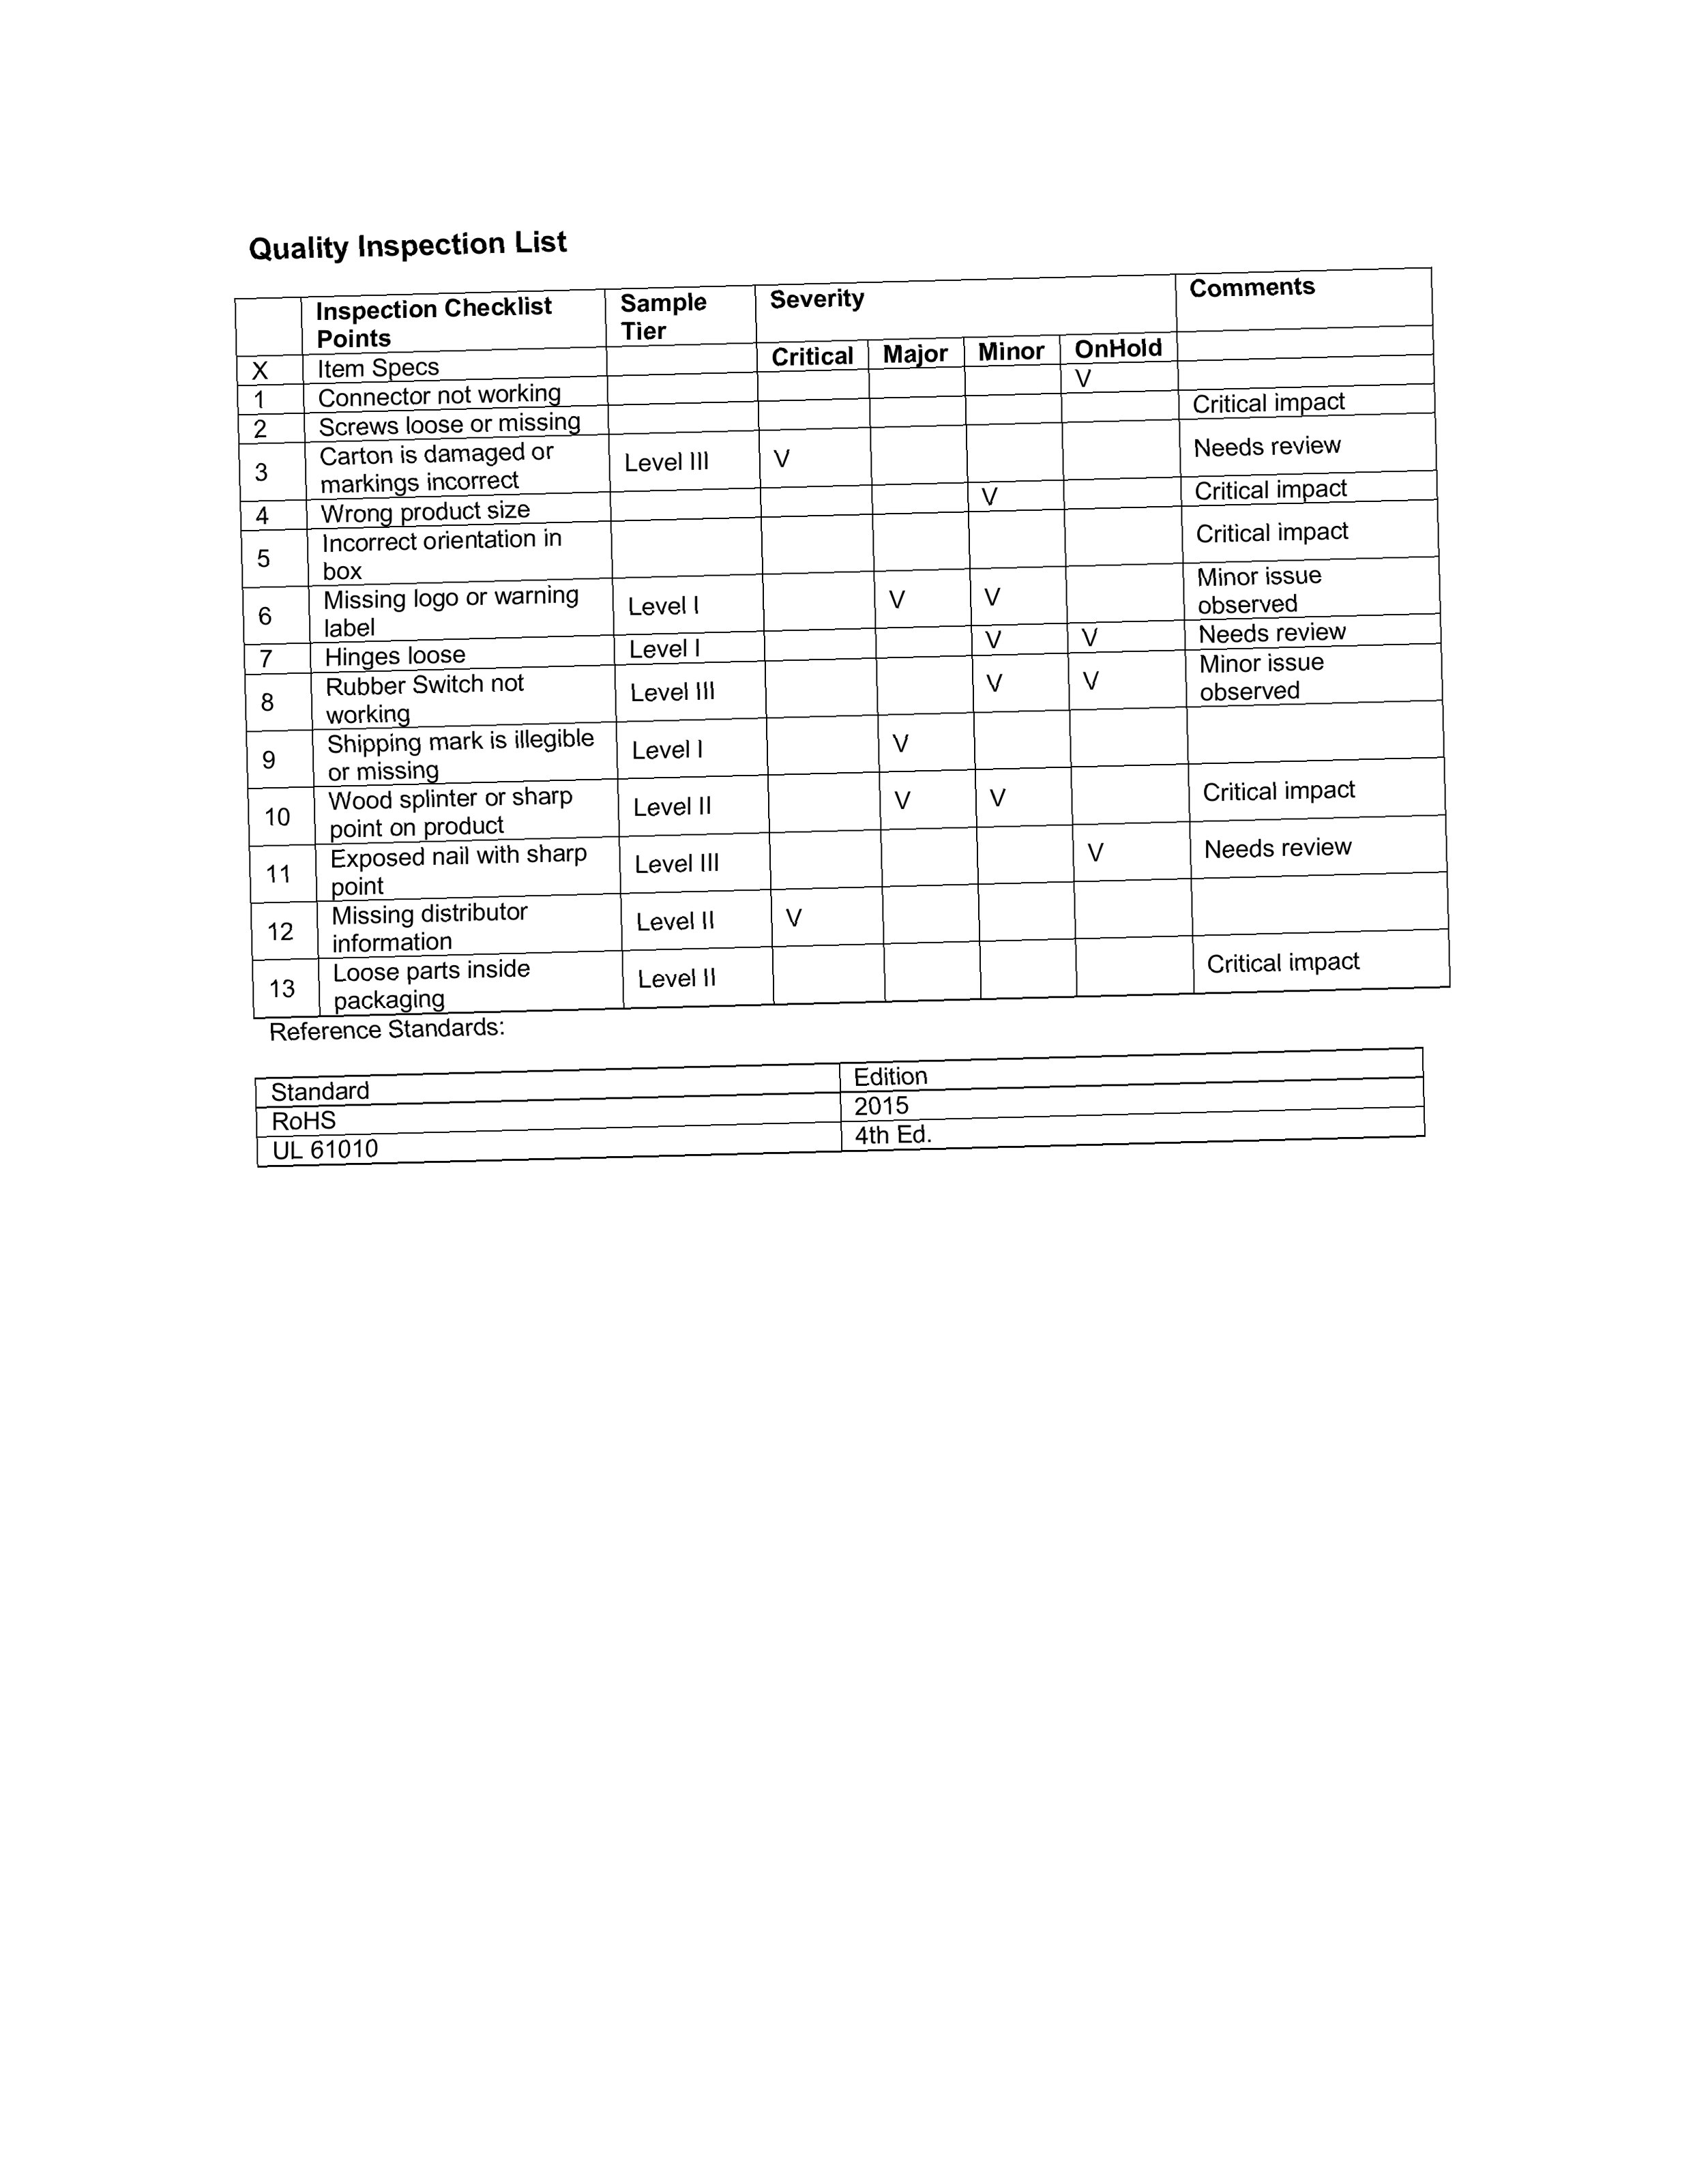 Quality Inspection List
Inspection Checklist Points Sample Tier Severity Comments
X Item Specs Critical Major Minor OnHold
1 Connector not working V
2 Screws loose or missing Critical impact
3 Carton is damaged or markings incorrect Level III V Needs review
4 Wrong product size V Critical impact
5 Incorrect orientation in box Critical impact
6 Missing logo or warning label Level I V V Minor issue observed
7 Hinges loose Level I V V Needs review
8 Rubber Switch not working Level III V V Minor issue observed
9 Shipping mark is illegible or missing Level I V
10 Wood splinter or sharp point on product Level II V V Critical impact
11 Exposed nail with sharp point Level III V Needs review
12 Missing distributor information Level II V
13 Loose parts inside packaging Level II Critical impact
Reference Standards:
Standard Edition
RoHS 2015
UL 61010 4th Ed.